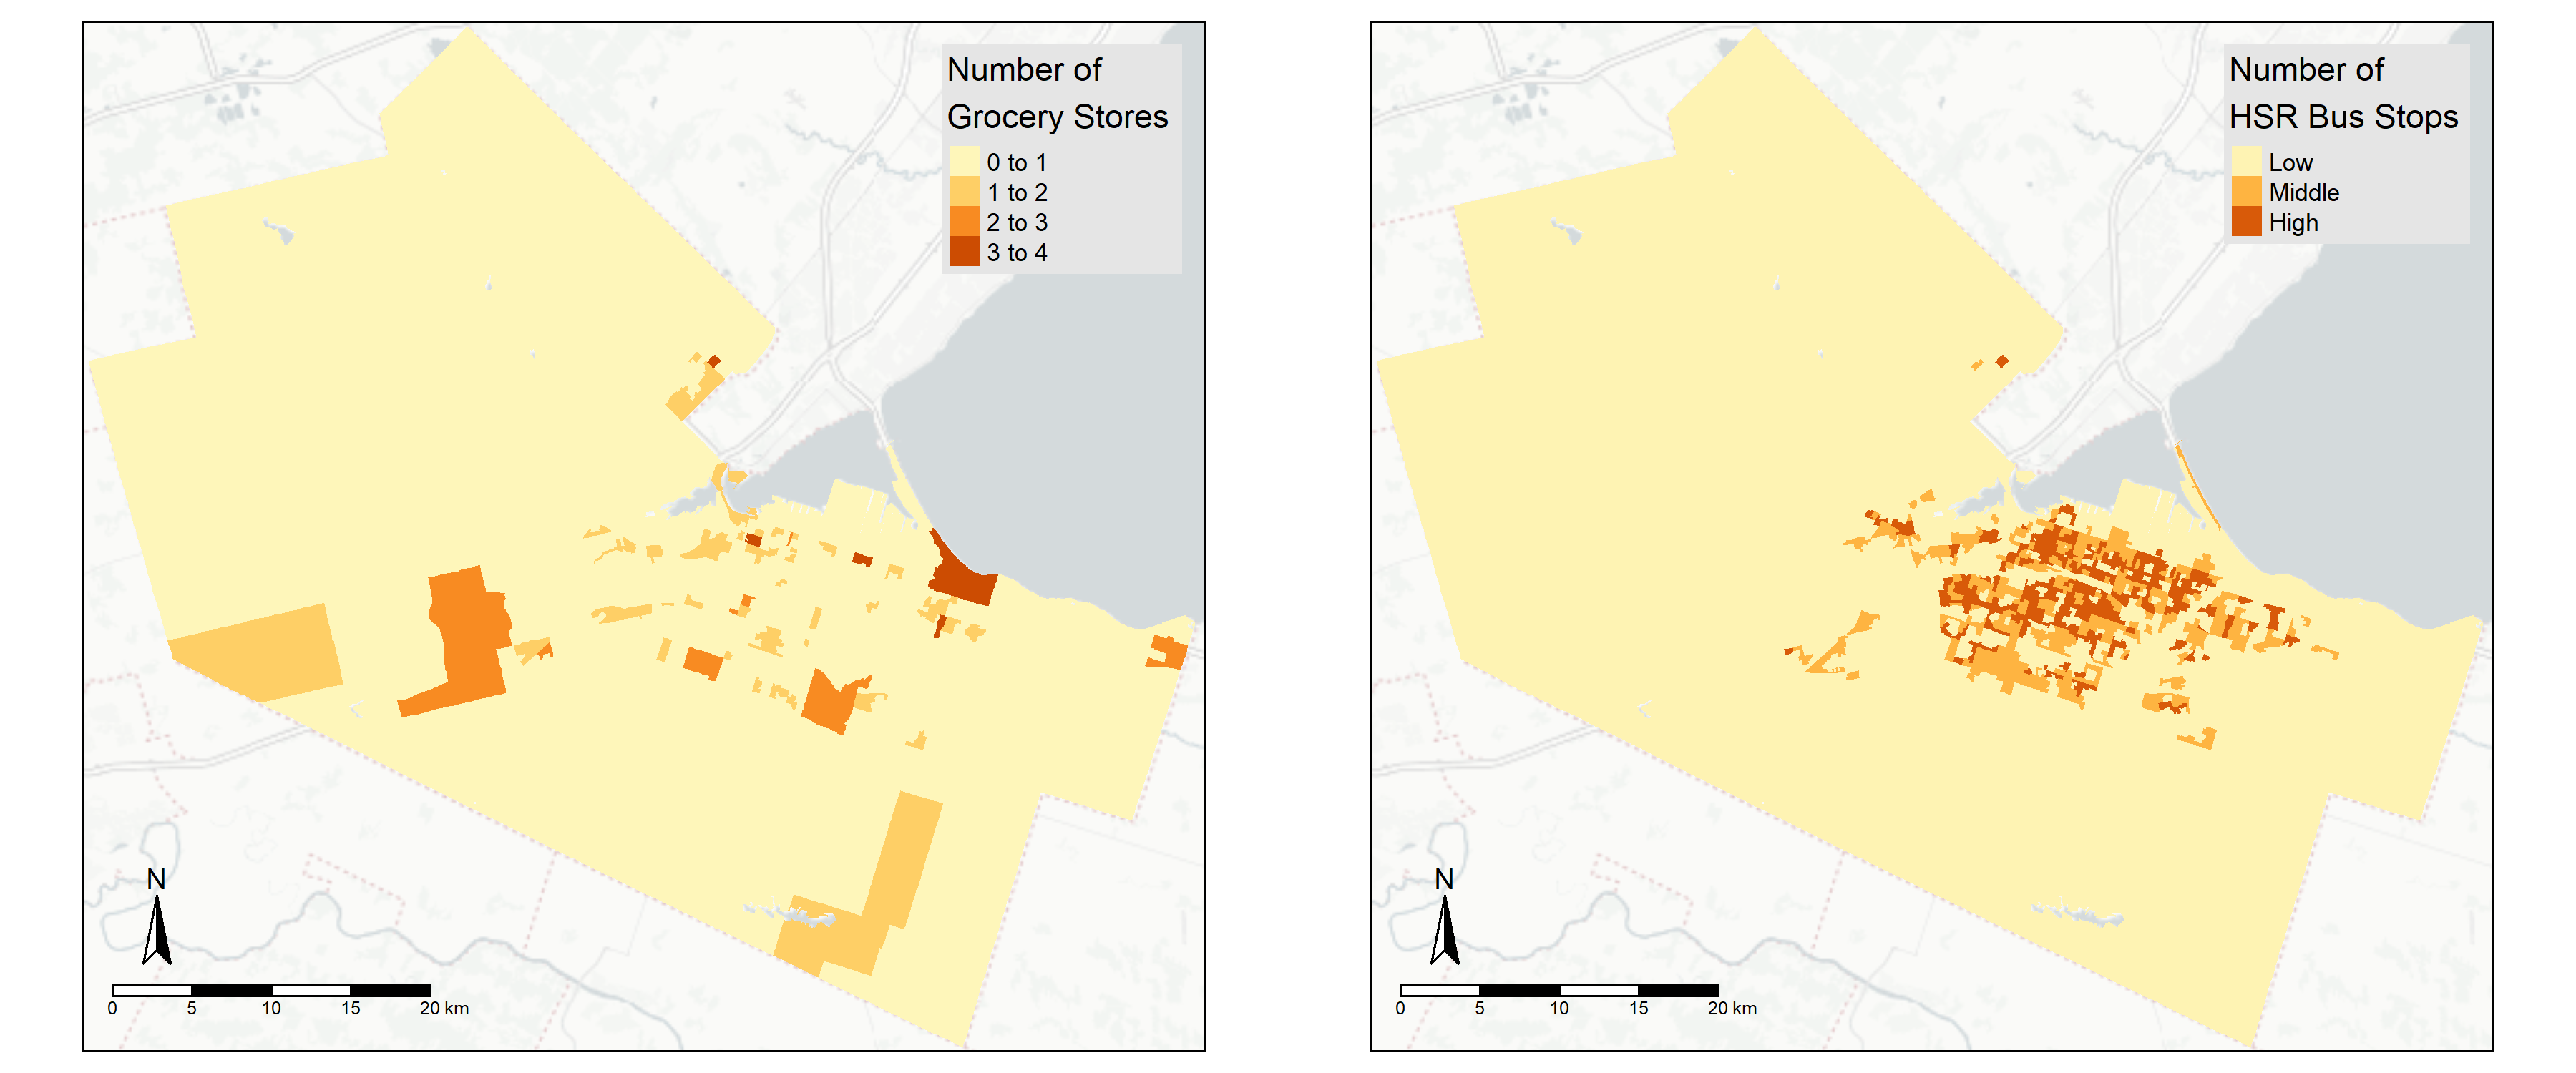 Number of
Grocery Stores
0 to 1
1 to 2
2 to 3
3 to 4
N
0 5 10 15 20 km
Number of
HSR Bus Stops
Low
Middle
High
N
0 5 10 15 20 km